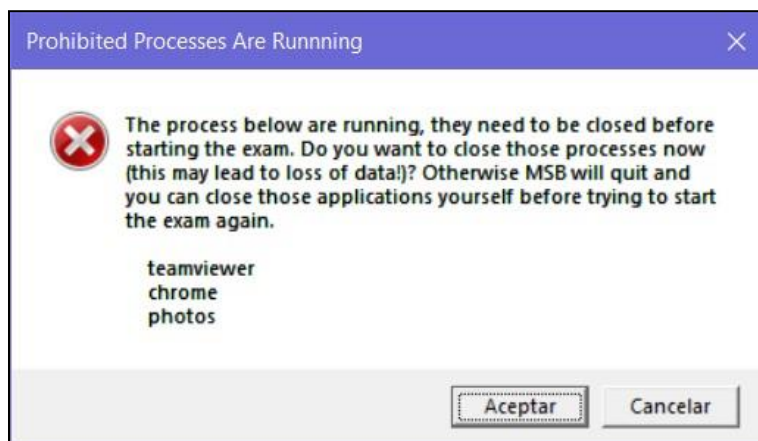 Prohibited Processes Are Runnning
The process below are running, they need to be closed before
starting the exam. Do you want to close those processes now
(this may lead to loss of data!)? Otherwise MSB will quit and
you can close those applications yourself before trying to start
the exam again.
teamviewer
chrome
photos
Aceptar
Cancelar